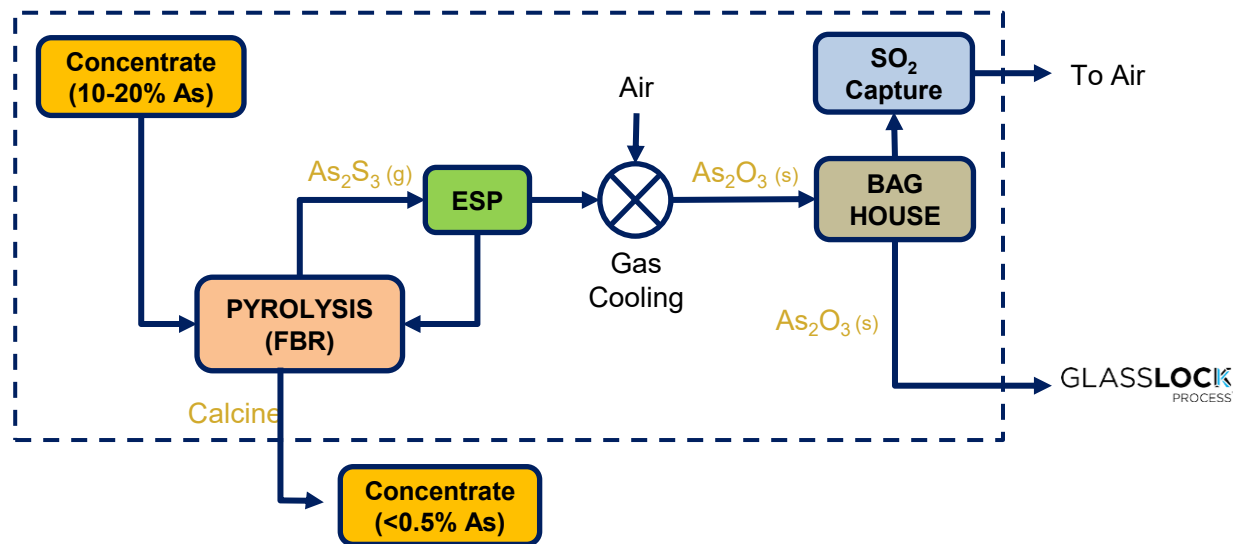 Concentrate
(10-20% As)
Air
SO₂
Capture
To Air
As₂S₃ (g)
ESP
As₂O₃ (s)
BAG
HOUSE
Gas
Cooling
PYROLYSIS
(FBR)
As₂O₃ (s)
GLASSLOCK
PROCESS
Calcine
Concentrate
(<0.5% As)